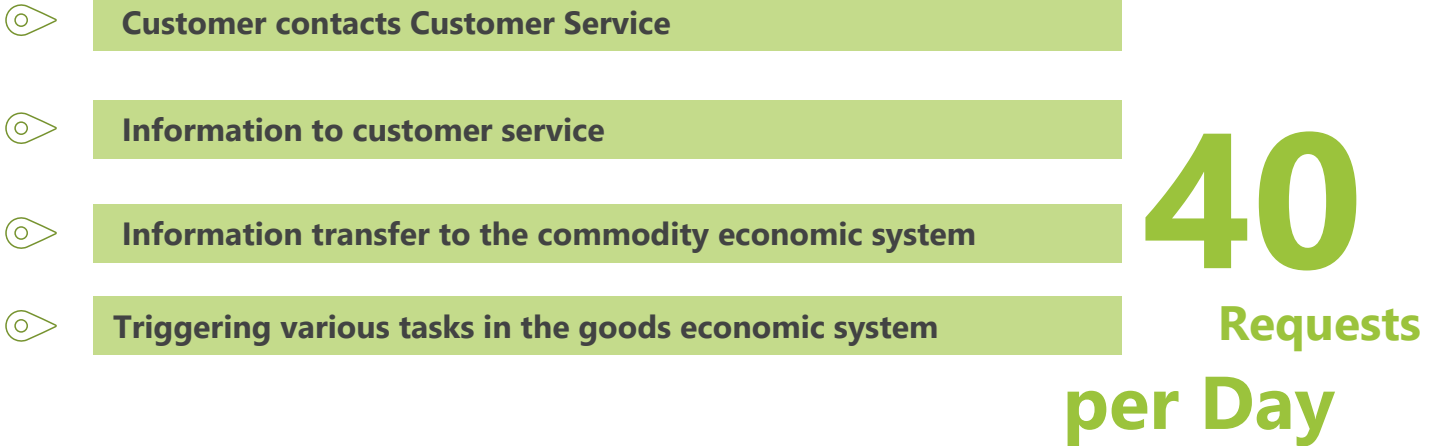 Customer contacts Customer Service
Information to customer service
Information transfer to the commodity economic system
Triggering various tasks in the goods economic system
40
Requests
per Day